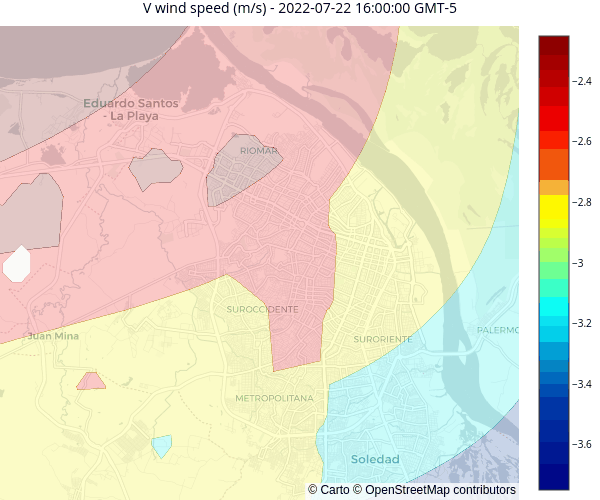 V wind speed (m/s) - 2022-07-22 16:00:00 GMT-5
Eduardo Santos
- La Playa
RIOMAR
SUROCCIDENTE
Juan Mina
SURORIENTE
PALERMO
METROPOLITANA
Soledad
© Carto © OpenStreetMap contributors
−2.4
−2.6
−2.8
−3
−3.2
−3.4
−3.6